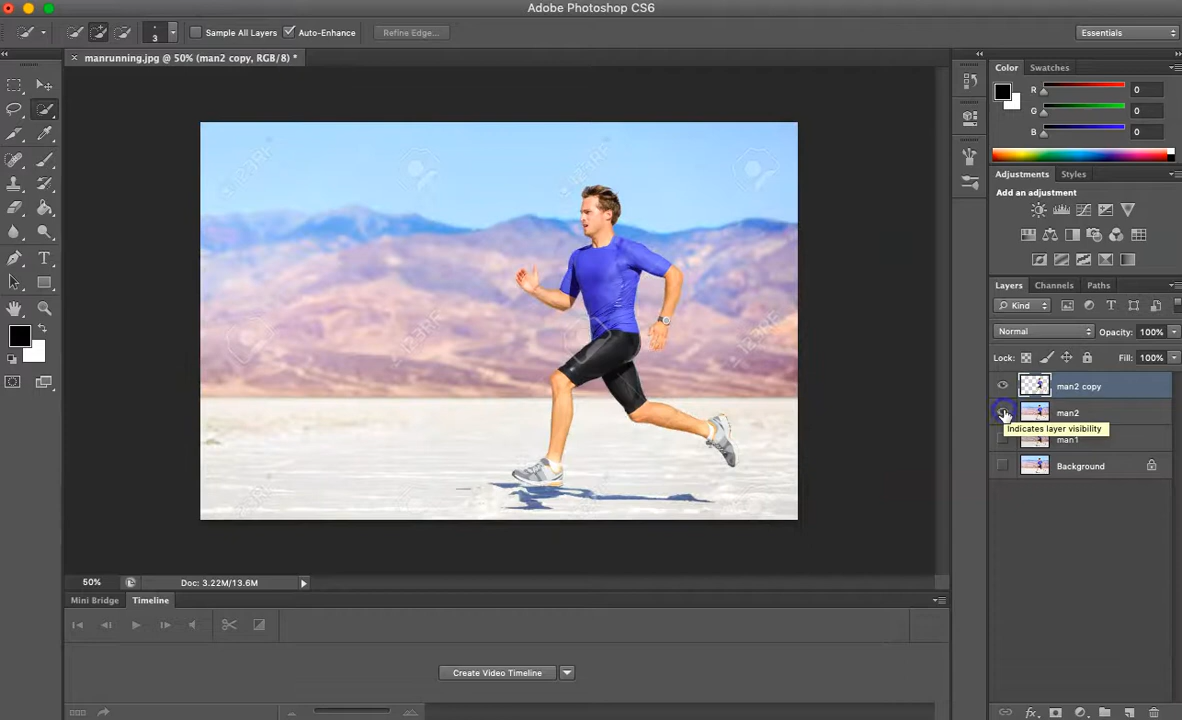 Adobe Photoshop CS6
3
Sample All Layers
Auto-Enhance
Refine Edge...
Essentials
manrunning.jpg @ 50% (man2 copy, RGB/8) *
Color
Swatches
R
0
G
0
B
0
Adjustments
Styles
Add an adjustment
Layers
Channels
Paths
Kind
Normal
Opacity: 100%
Lock:
Fill: 100%
man2 copy
man2
Indicates layer visibility
man1
Background
123RF
T
50%
Doc: 3.22M/13.6M
Mini Bridge
Timeline
Create Video Timeline
fx